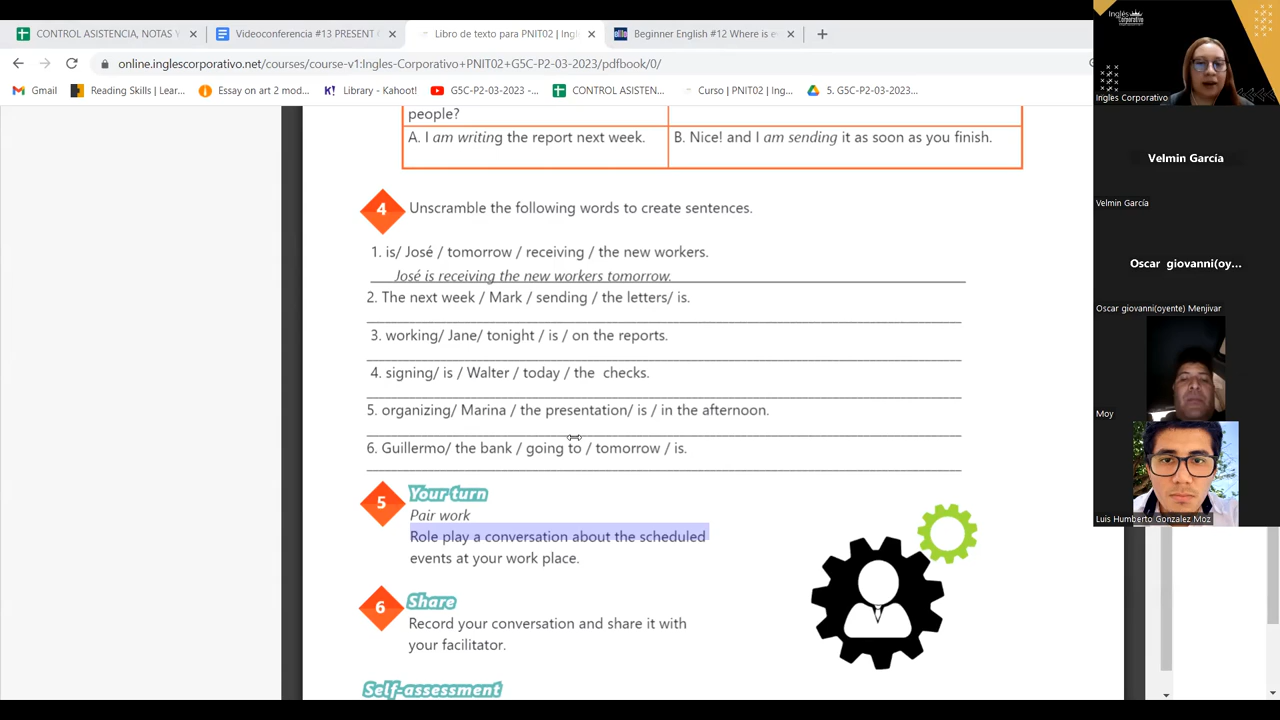 CONTROL ASISTENCIA, NOTAS Y
Videoconferencia #13 PRESENT C
Libro de texto para PNIT02 | Ingl
Beginner English #12 Where is e
online.inglescorporativo.net/courses/course-v1:Ingles-Corporativo+PNIT02+G5C-P2-03-2023/pdfbook/0/
Gmail
Reading Skills | Lear...
Essay on art 2 mod...
Library - Kahoot!
G5C-P2-03-2023 -...
CONTROL ASISTEN...
Curso | PNIT02 | Ing...
5. G5C-P2-03-2023...
people?
A. I am writing the report next week.
B. Nice! and I am sending it as soon as you finish.
4 Unscramble the following words to create sentences.
1. is/ José / tomorrow / receiving / the new workers.
José is receiving the new workers tomorrow.
2. The next week / Mark / sending / the letters/ is.
3. working/ Jane/ tonight / is / on the reports.
4. signing/ is / Walter / today / the checks.
5. organizing/ Marina / the presentation/ is / in the afternoon.
6. Guillermo/ the bank / going to / tomorrow / is.
5 Your turn
Pair work
Role play a conversation about the scheduled
events at your work place.
6 Share
Record your conversation and share it with
your facilitator.
Self-assessment
Inglés
Corporativo
Ingles Corporativo
Velmin García
Velmin García
Oscar giovanni(oy...
Oscar giovanni(oyente) Menjivar
Moy
Luis Humberto Gonzalez Moz